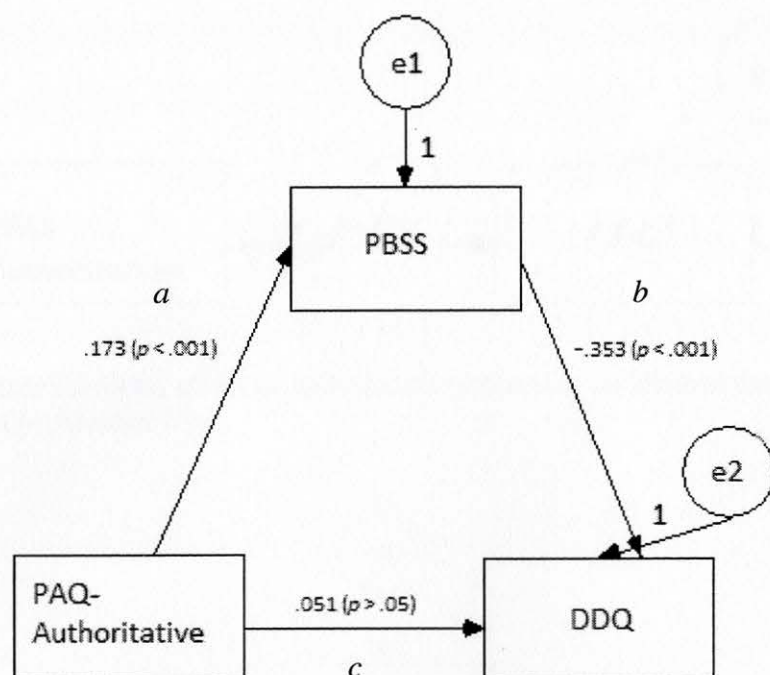 e1
1
PBSS
a
b
.173 (p < .001)
-.353 (p < .001)
e2
1
PAQ-
Authoritative
.051 (p > .05)
DDQ
c